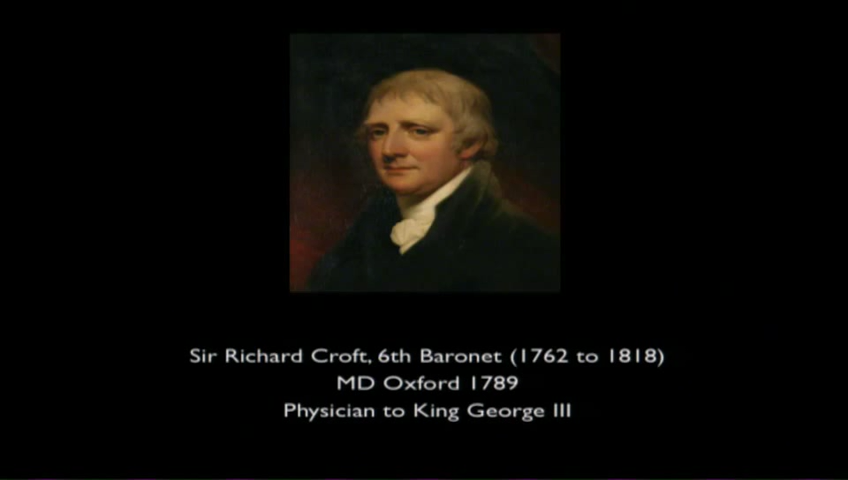 Sir Richard Croft, 6th Baronet (1762 to 1818)
MD Oxford 1789
Physician to King George III